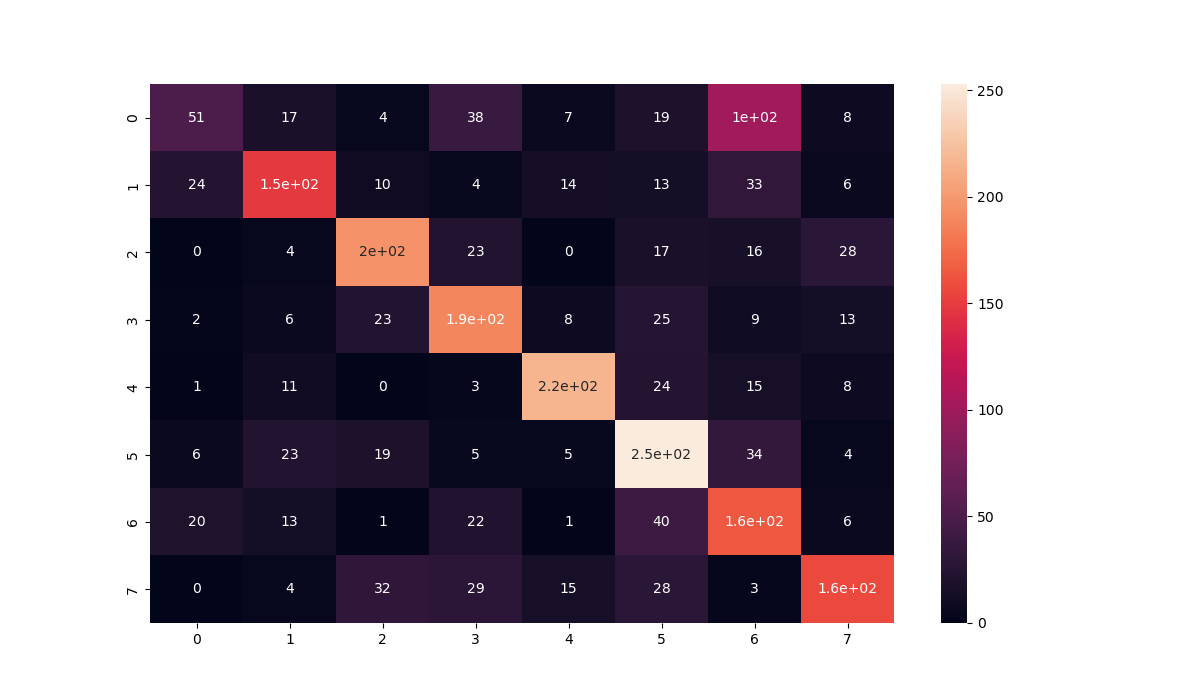 0 51 17 4 38 7 19 1e+02 8
1 24 1.5e+02 10 4 14 13 33 6
2 0 4 2e+02 23 0 17 16 28
3 2 6 23 1.9e+02 8 25 9 13
4 1 11 0 3 2.2e+02 24 15 8
5 6 23 19 5 5 2.5e+02 34 4
6 20 13 1 22 1 40 1.6e+02 6
7 0 4 32 29 15 28 3 1.6e+02
0 1 2 3 4 5 6 7
250
200
150
100
50
0